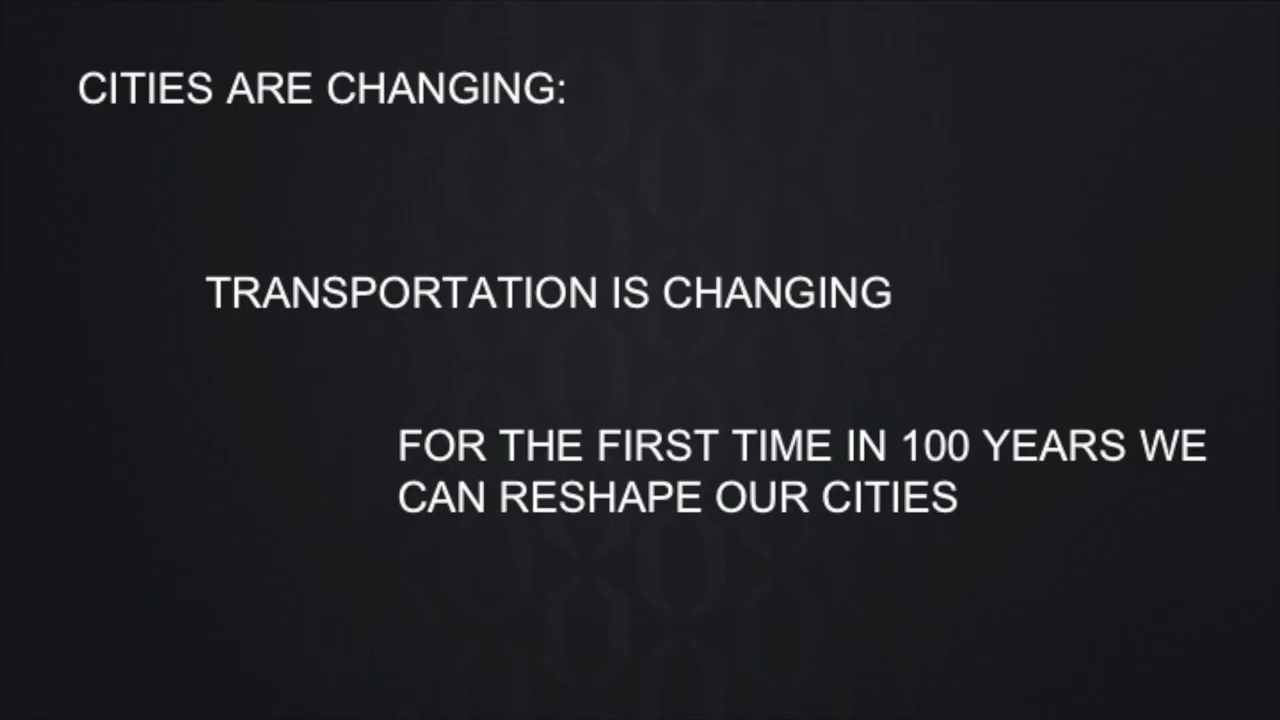 CITIES ARE CHANGING:
TRANSPORTATION IS CHANGING
FOR THE FIRST TIME IN 100 YEARS WE
CAN RESHAPE OUR CITIES